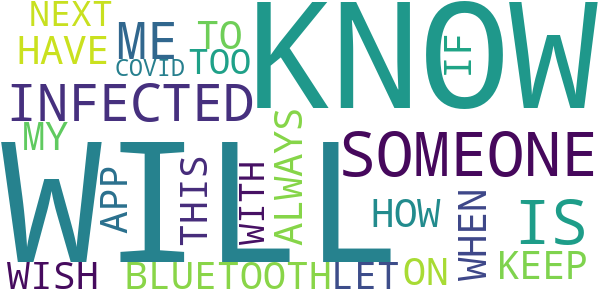 NEXT
HAVE
ME
COVID
TO
TOO
KNOW
IF
INFECTED
MY
WILL
APP
THIS
WITH
ALWAYS
SOMEONE
HOW
WHEN
IS
WISH
BLUETOOTH
LET
ON
KEEP